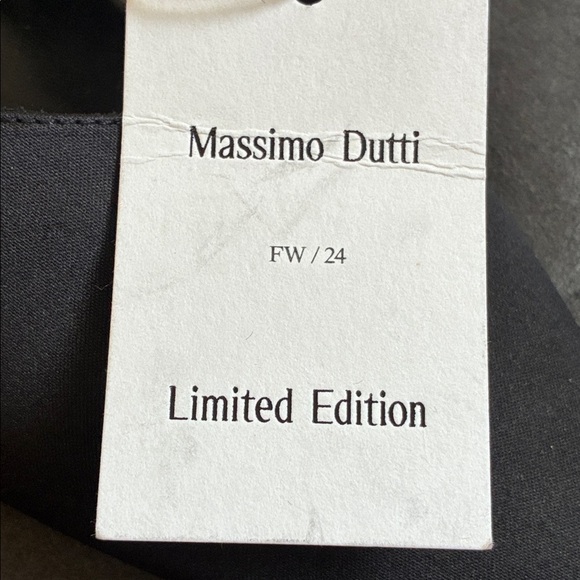 Massimo Dutti
FW / 24
Limited Edition